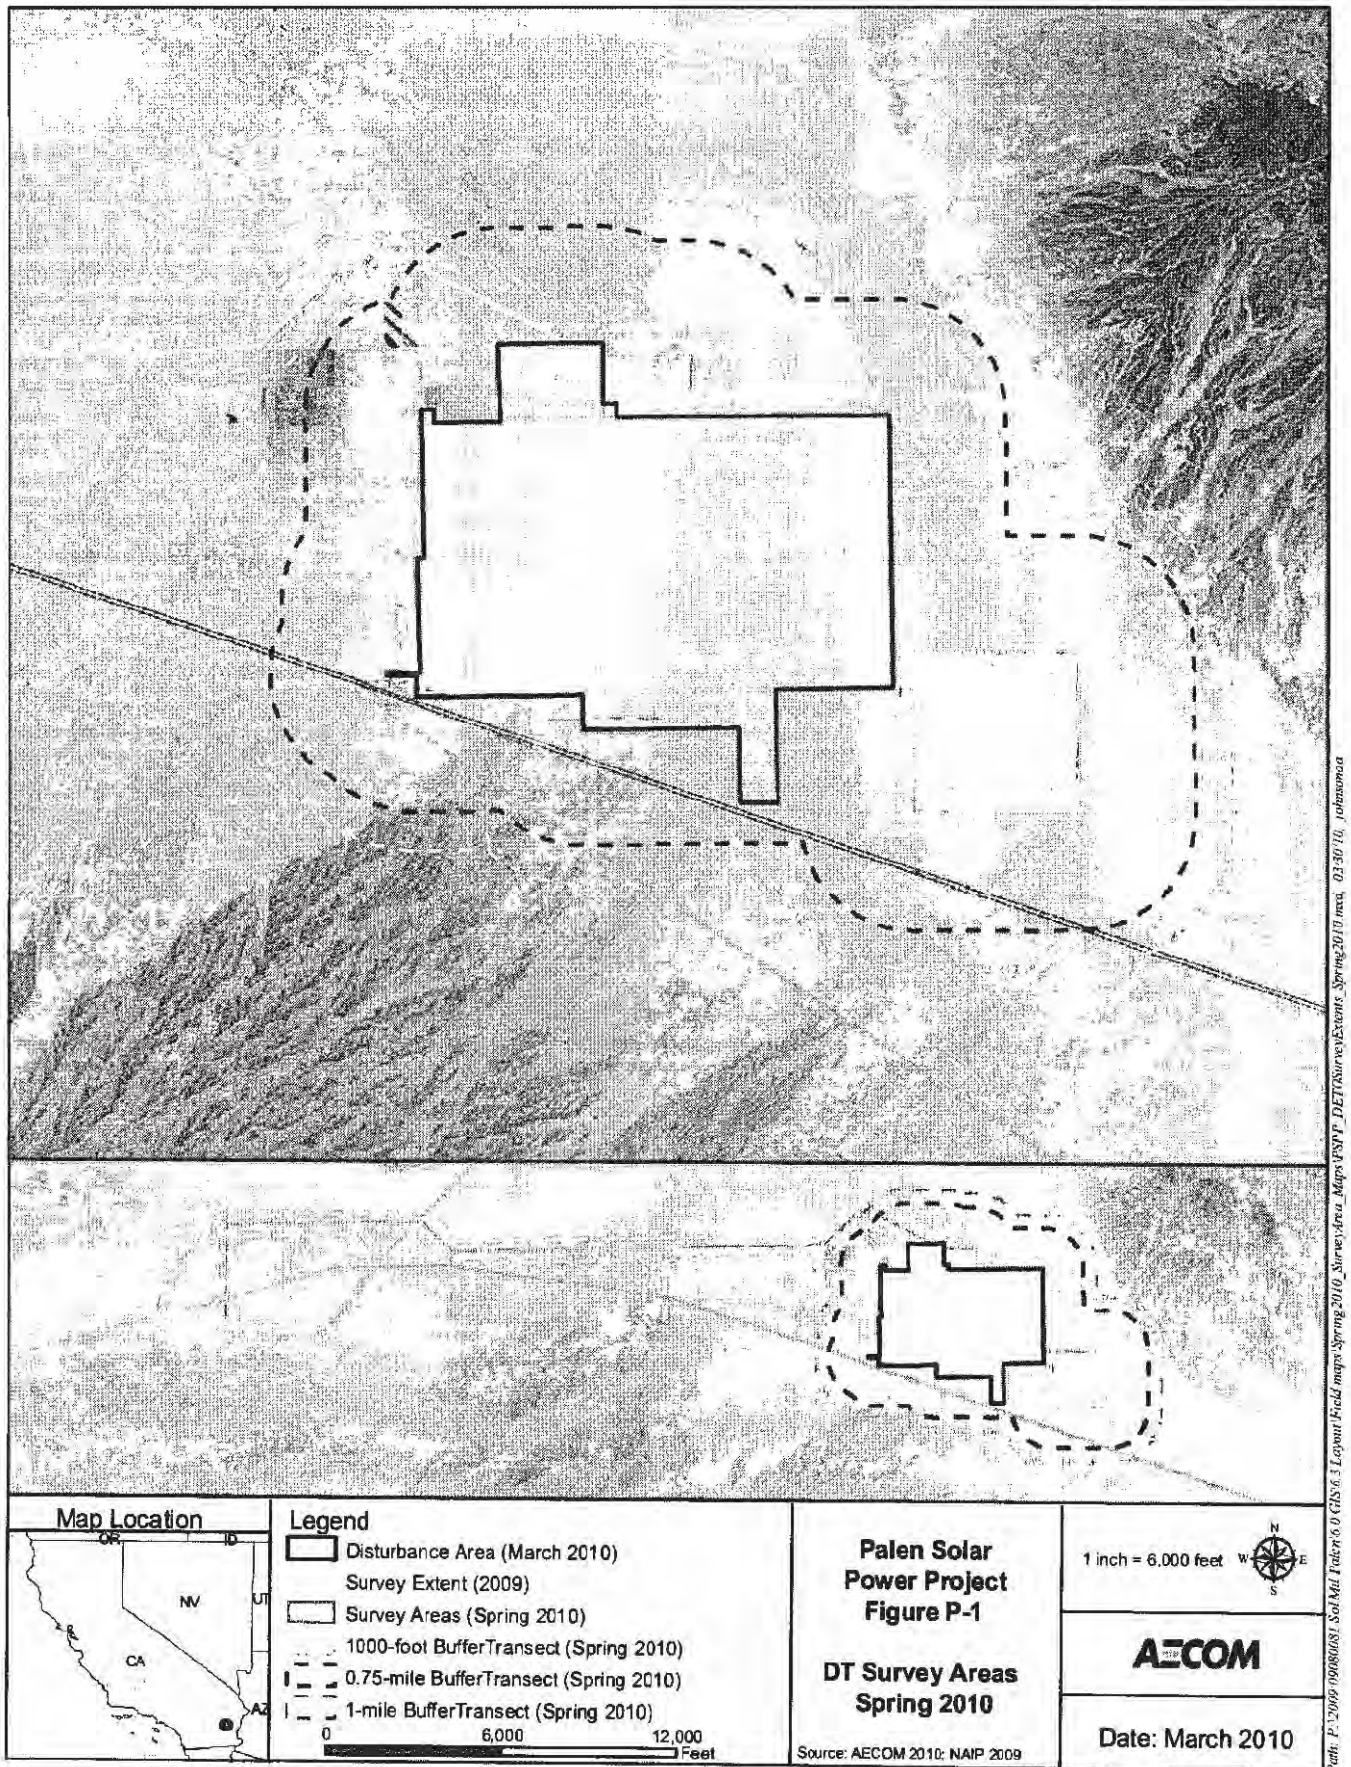 Map Location
OR
ID
NV
UT
CA
AZ
Legend
Disturbance Area (March 2010)
Survey Extent (2009)
Survey Areas (Spring 2010)
1000-foot BufferTransect (Spring 2010)
0.75-mile BufferTransect (Spring 2010)
1-mile BufferTransect (Spring 2010)
0 6,000 12,000
Feet
Palen Solar
Power Project
Figure P-1
DT Survey Areas
Spring 2010
Source: AECOM 2010; NAIP 2009
1 inch = 6,000 feet
N
W E
S
AECOM
Date: March 2010